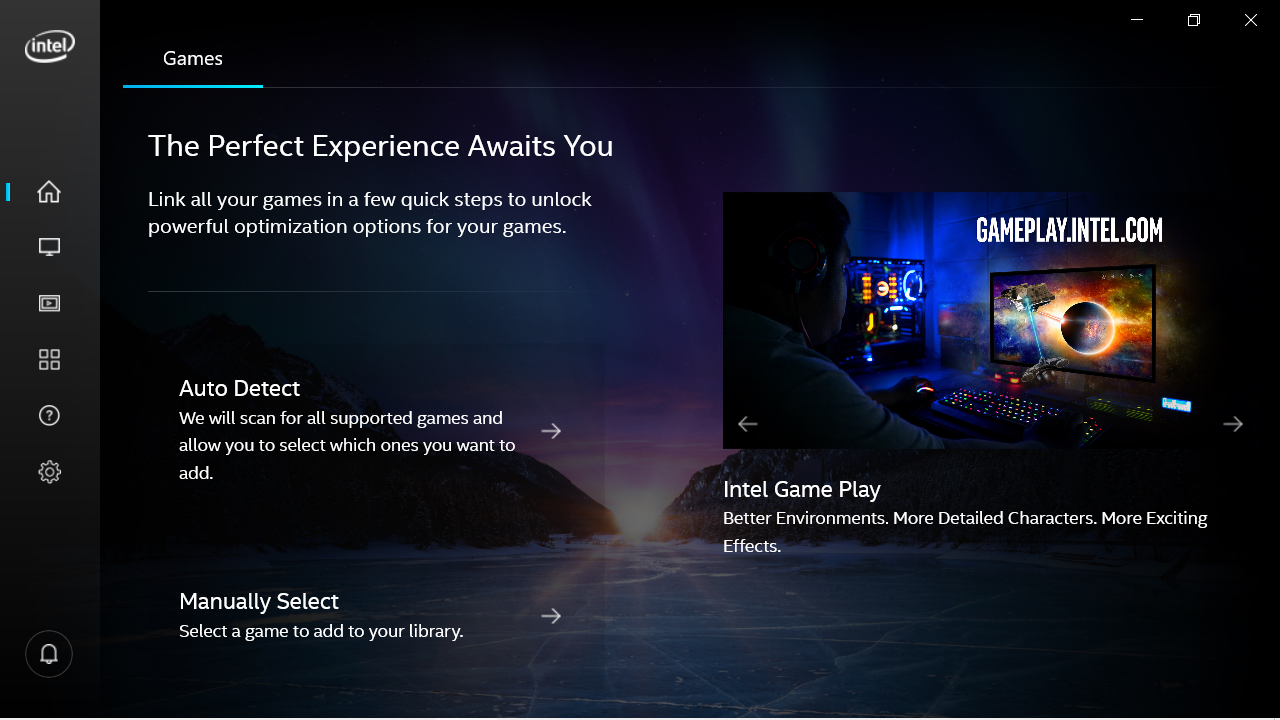 intel
Games
The Perfect Experience Awaits You
Link all your games in a few quick steps to unlock
powerful optimization options for your games.
GAMEPLAY.INTEL.COM
Auto Detect
We will scan for all supported games and
allow you to select which ones you want to
add.
Intel Game Play
Better Environments. More Detailed Characters. More Exciting
Effects.
Manually Select
Select a game to add to your library.